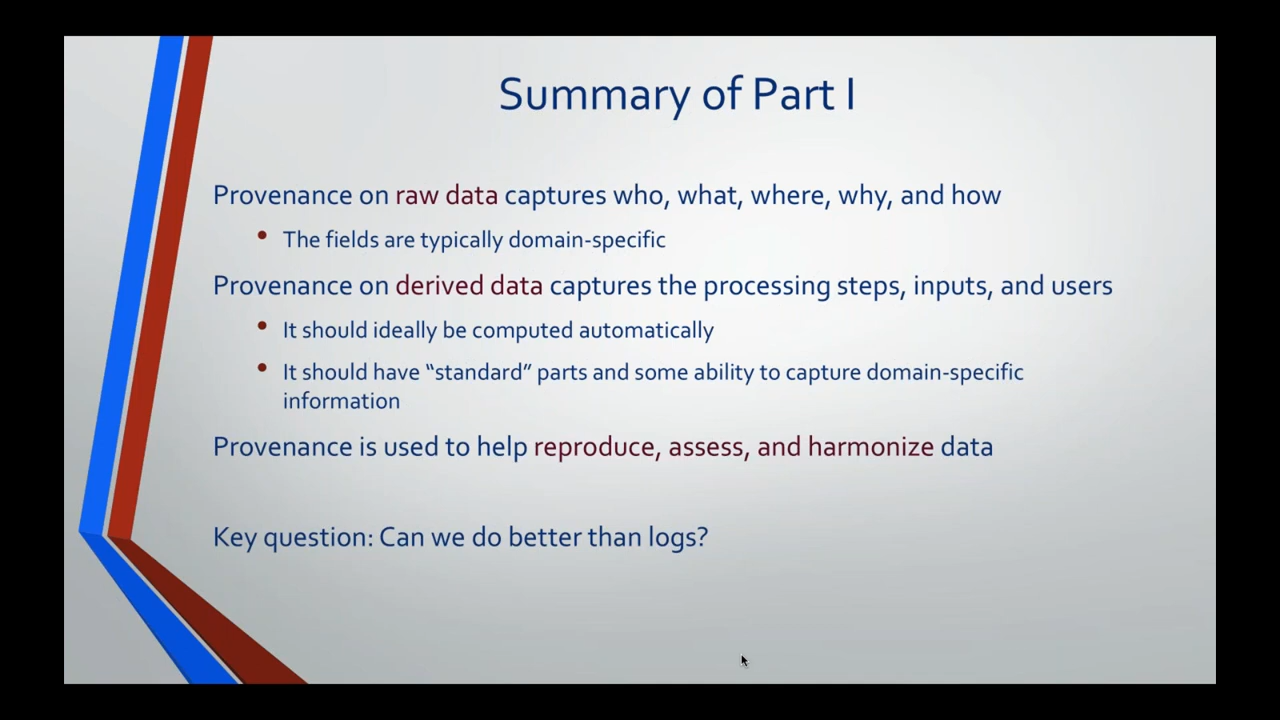 Summary of Part I
Provenance on raw data captures who, what, where, why, and how
• The fields are typically domain-specific
Provenance on derived data captures the processing steps, inputs, and users
• It should ideally be computed automatically
• It should have “standard” parts and some ability to capture domain-specific
information
Provenance is used to help reproduce, assess, and harmonize data
Key question: Can we do better than logs?